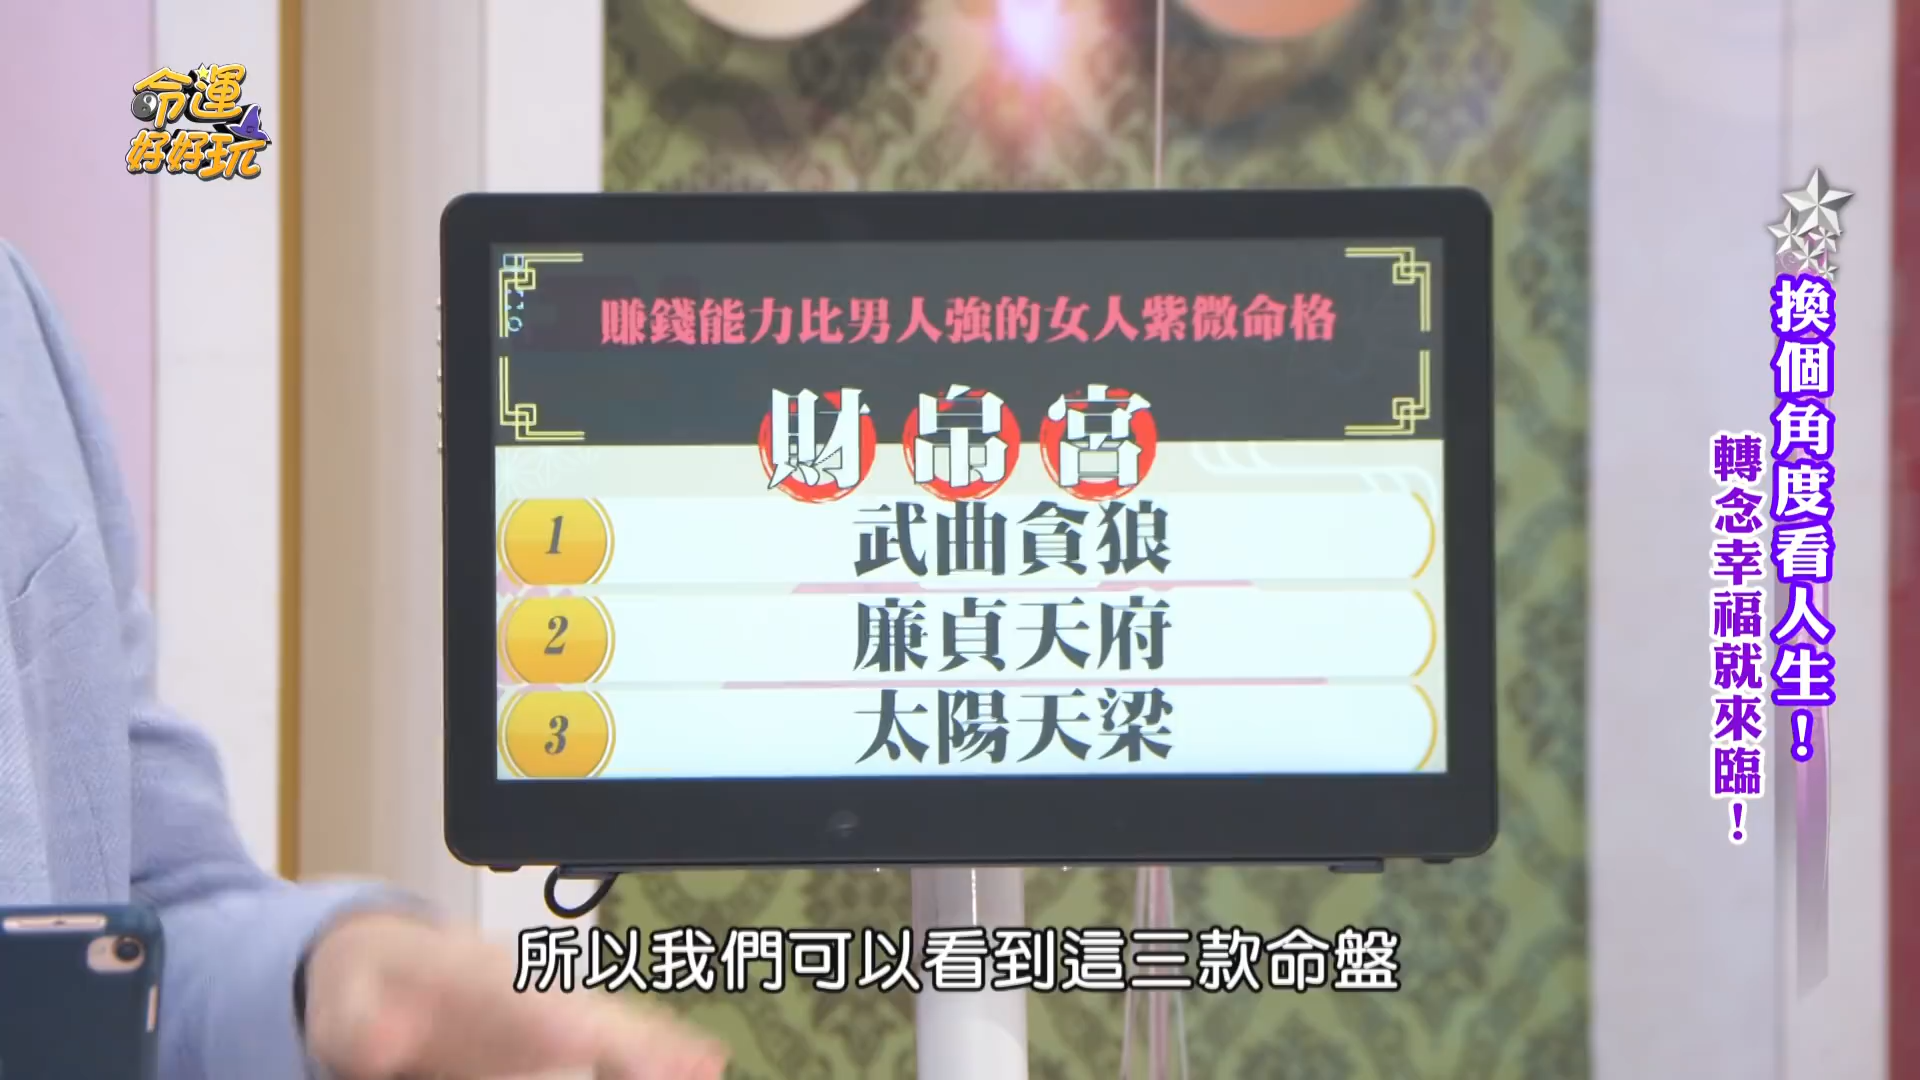 命運
好好玩
賺錢能力比男人強的女人紫微命格
財帛宮
1 武曲貪狼
2 廉貞天府
3 太陽天梁
換個角度看人生！
轉念幸福就來臨！
所以我們可以看到這三款命盤